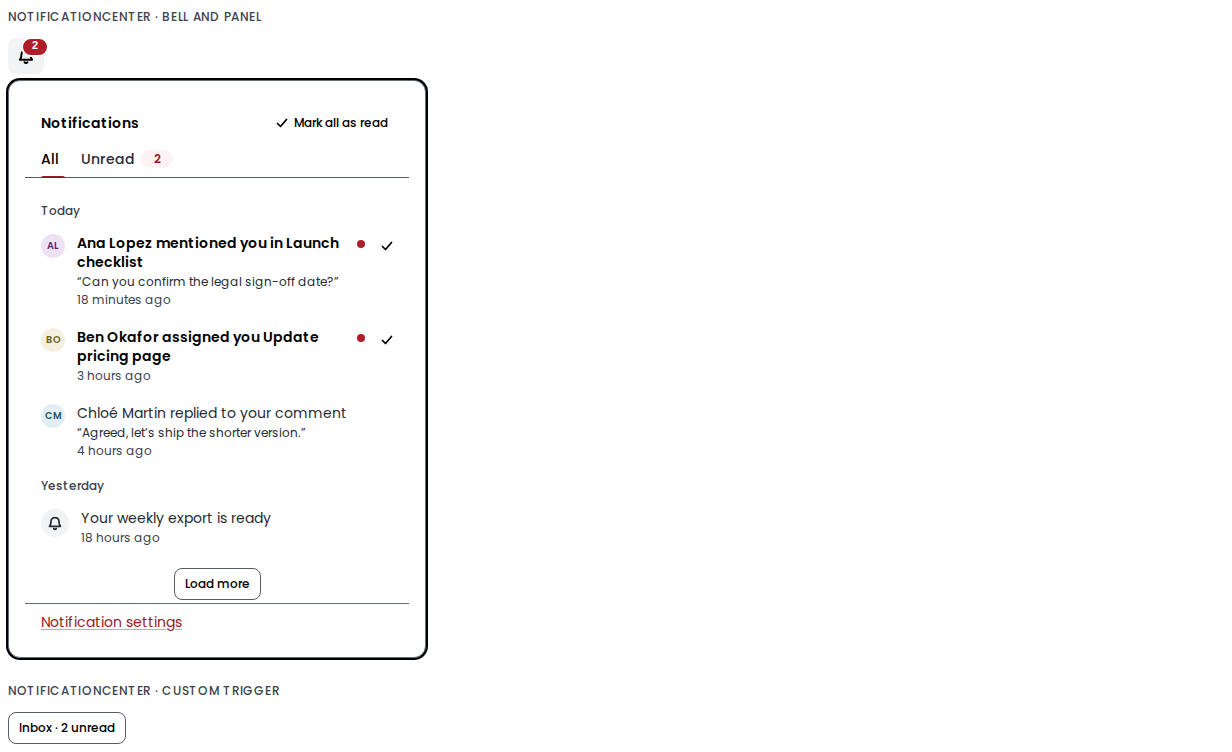 NOTIFICATIONCENTER · BELL AND PANEL
2
Notifications
Mark all as read
All
Unread 2
Today
AL
Ana Lopez mentioned you in Launch
checklist
“Can you confirm the legal sign-off date?”
18 minutes ago
BO
Ben Okafor assigned you Update
pricing page
3 hours ago
CM
Chloé Martin replied to your comment
“Agreed, let’s ship the shorter version.”
4 hours ago
Yesterday
Your weekly export is ready
18 hours ago
Load more
Notification settings
NOTIFICATIONCENTER · CUSTOM TRIGGER
Inbox · 2 unread